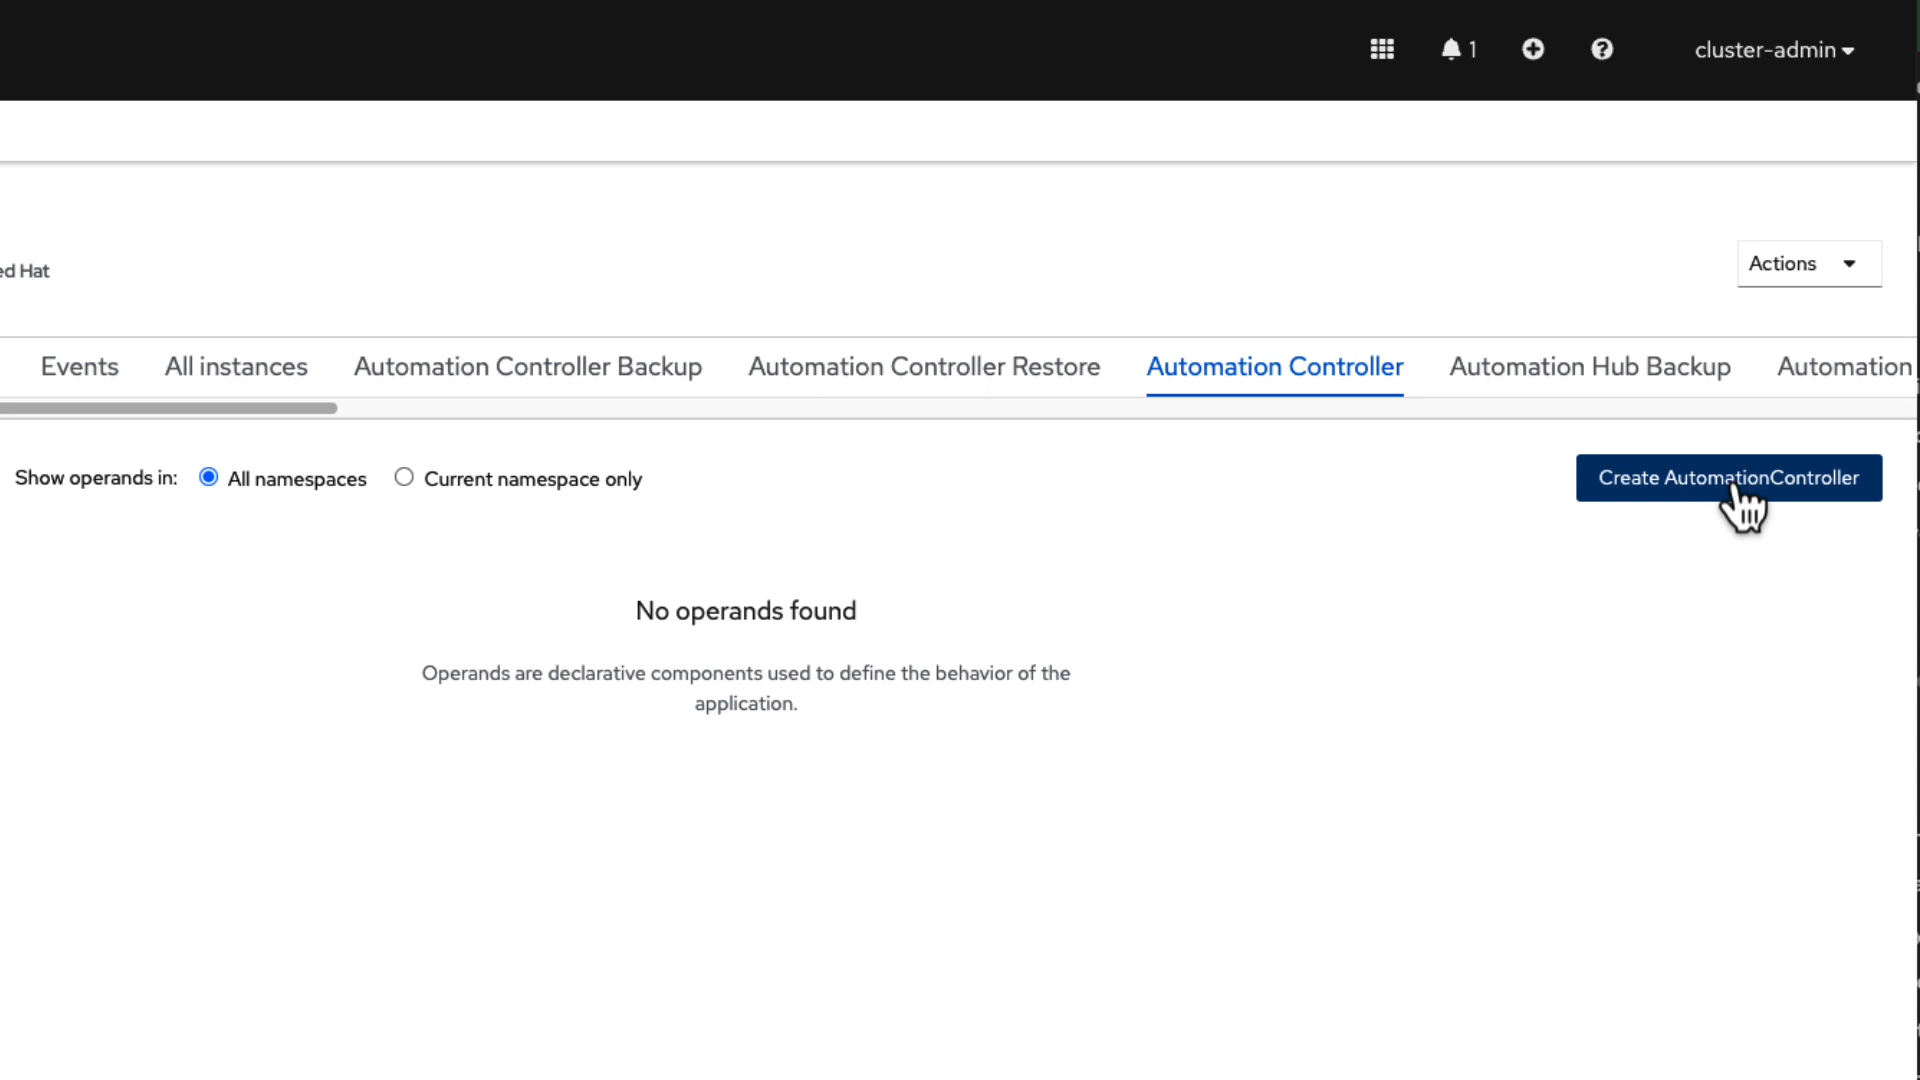 1
cluster-admin
ed Hat
Actions
Events All instances Automation Controller Backup Automation Controller Restore Automation Controller Automation Hub Backup Automation
Show operands in: All namespaces Current namespace only Create AutomationController
No operands found
Operands are declarative components used to define the behavior of the
application.